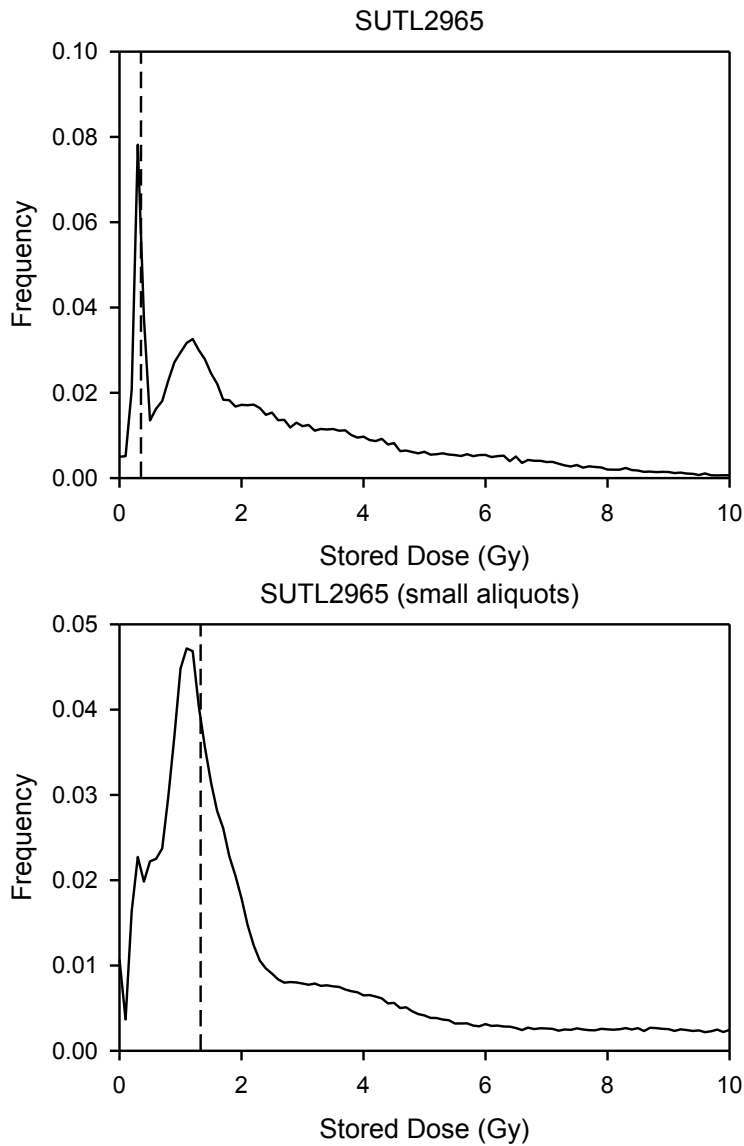 SUTL2965
0.10
0.08
0.06
0.04
0.02
0.00
Frequency
0 2 4 6 8 10
Stored Dose (Gy)
SUTL2965 (small aliquots)
0.05
0.04
0.03
0.02
0.01
0.00
Frequency
0 2 4 6 8 10
Stored Dose (Gy)